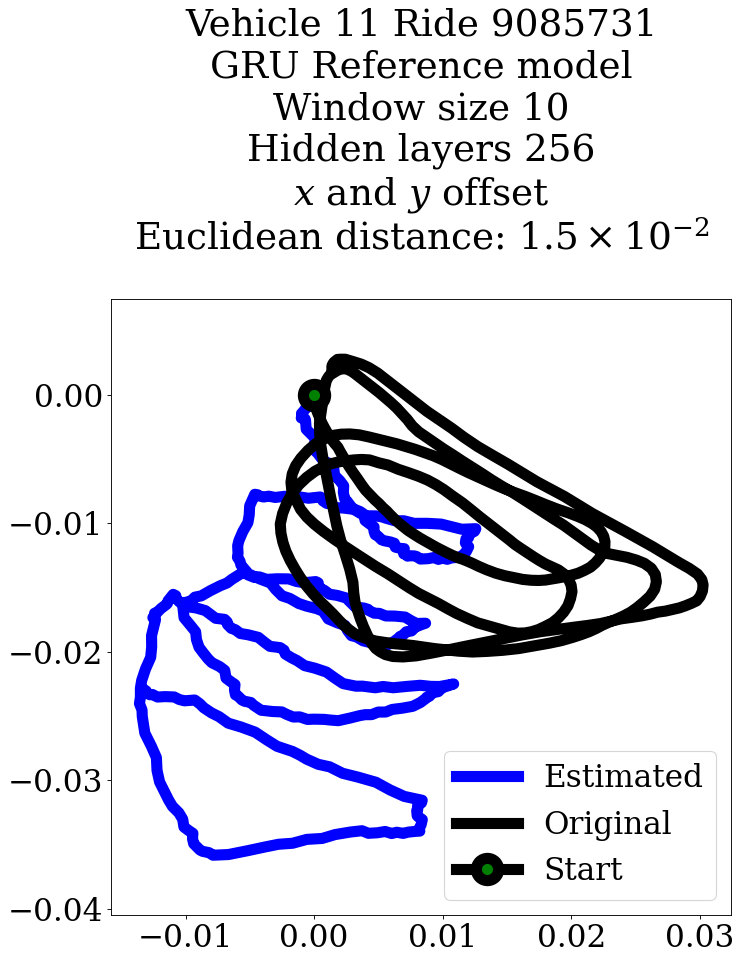 Vehicle 11 Ride 9085731
GRU Reference model
Window size 10
Hidden layers 256
x and y offset
Euclidean distance: 1.5 × 10⁻²
0.00
−0.01
−0.02
−0.03
−0.04
Estimated
Original
Start
−0.01 0.00 0.01 0.02 0.03